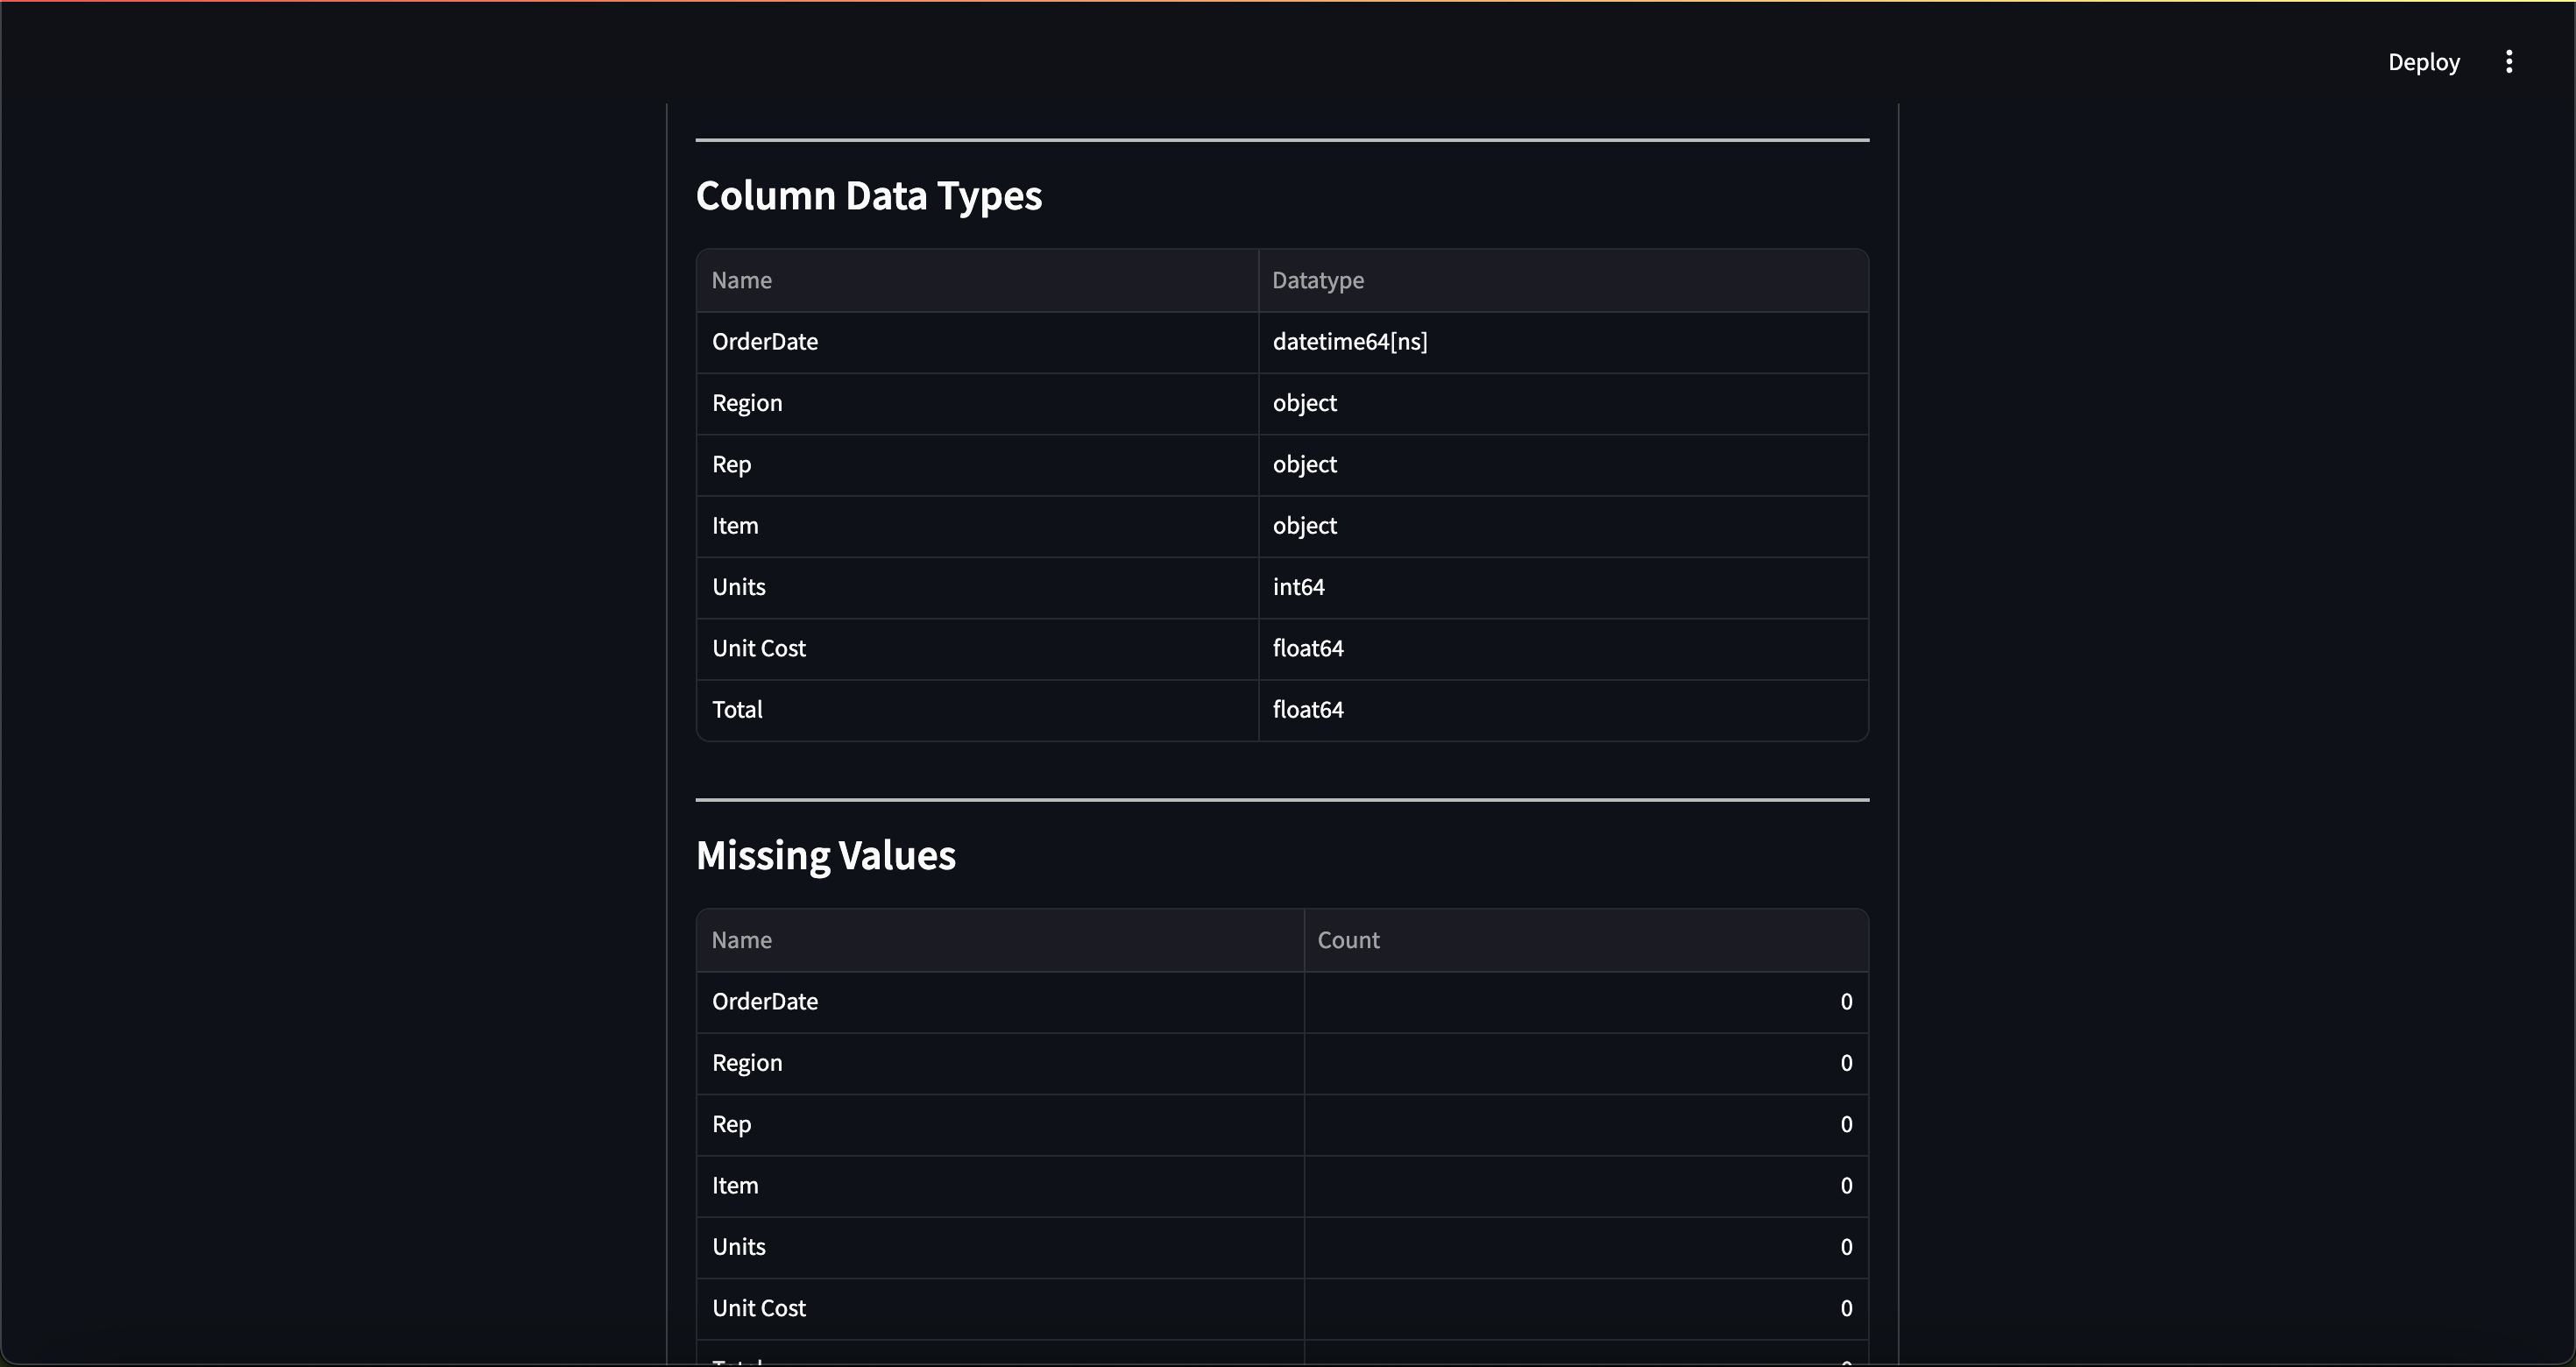 Deploy
Column Data Types
Name Datatype
OrderDate datetime64[ns]
Region object
Rep object
Item object
Units int64
Unit Cost float64
Total float64
Missing Values
Name Count
OrderDate 0
Region 0
Rep 0
Item 0
Units 0
Unit Cost 0